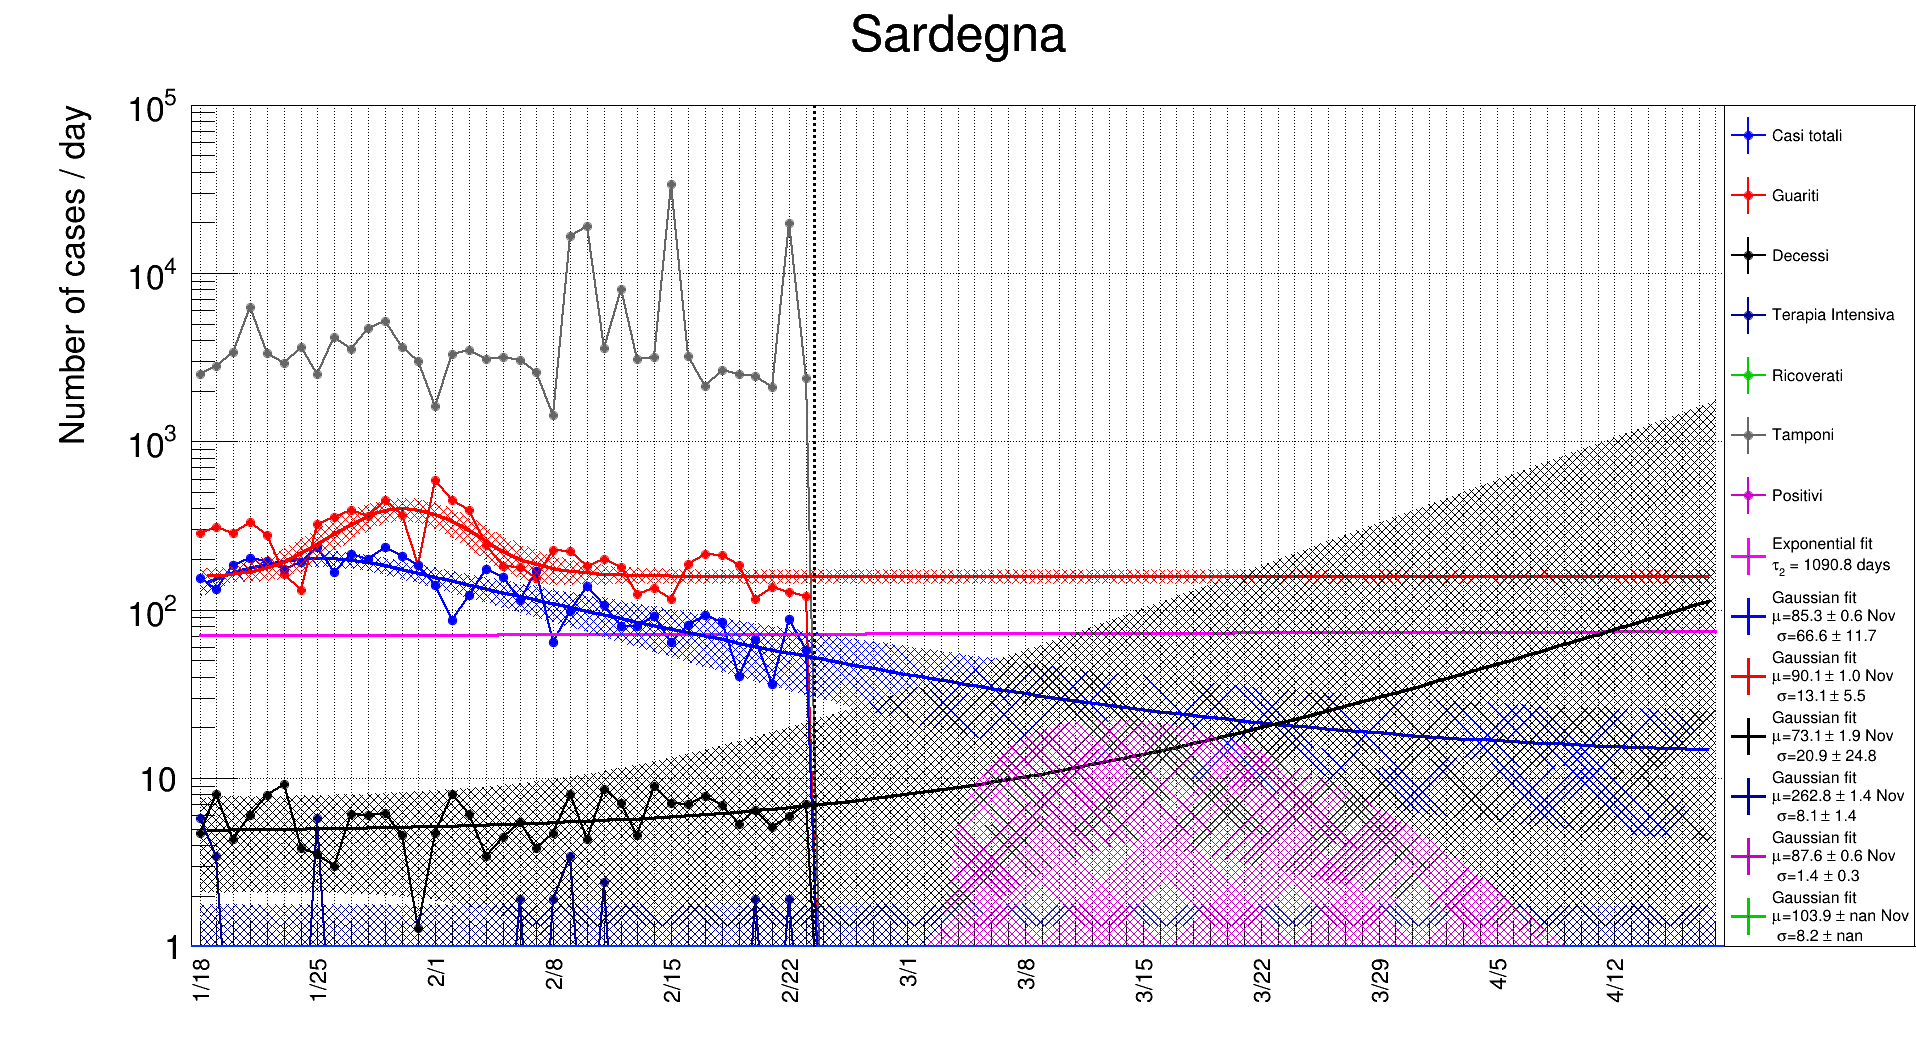 Sardegna
Number of cases / day
10^5
10^4
10^3
10^2
10
1
1/18
1/25
2/1
2/8
2/15
2/22
3/1
3/8
3/15
3/22
3/29
4/5
4/12
Casi totali
Guariti
Decessi
Terapia Intensiva
Ricoverati
Tamponi
Positivi
Exponential fit
τ_2 = 1090.8 days
Gaussian fit
μ=85.3 ± 0.6 Nov
σ=66.6 ± 11.7
Gaussian fit
μ=90.1 ± 1.0 Nov
σ=13.1 ± 5.5
Gaussian fit
μ=73.1 ± 1.9 Nov
σ=20.9 ± 24.8
Gaussian fit
μ=262.8 ± 1.4 Nov
σ=8.1 ± 1.4
Gaussian fit
μ=87.6 ± 0.6 Nov
σ=1.4 ± 0.3
Gaussian fit
μ=103.9 ± nan Nov
σ=8.2 ± nan